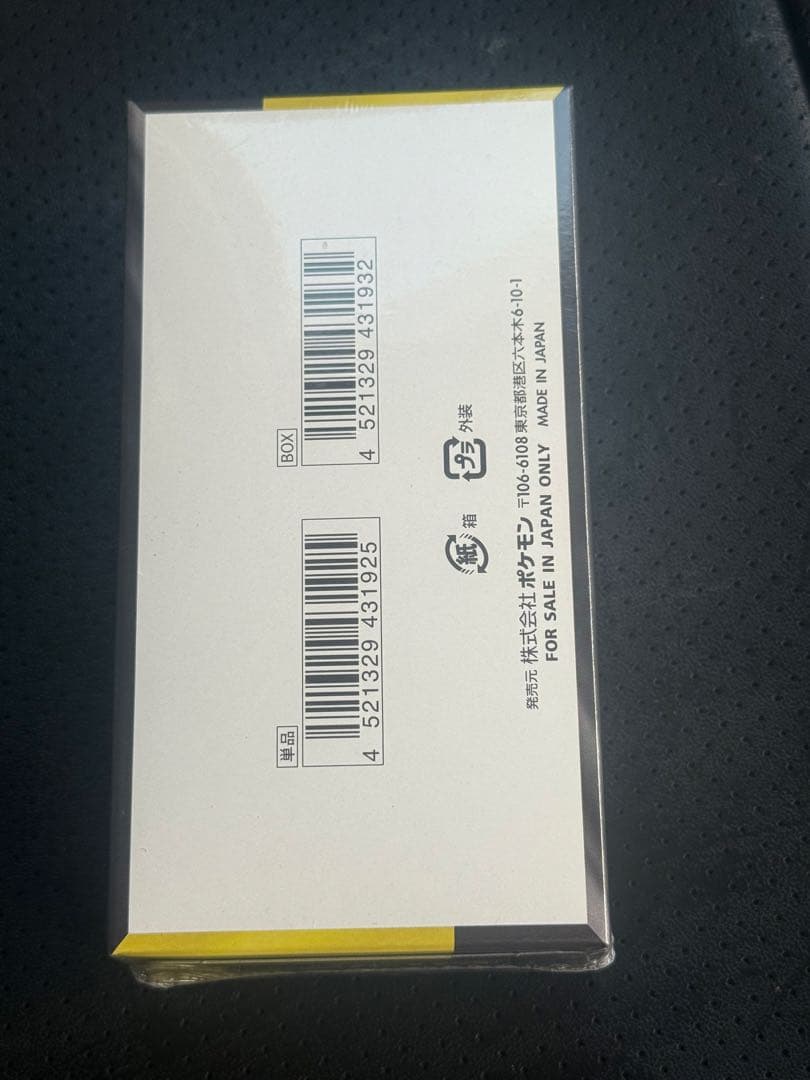 単品
4 521329 431925
BOX
4 521329 431932
紙 箱
プラ 外装
発売元 株式会社ポケモン 〒106-6108 東京都港区六本木6-10-1
FOR SALE IN JAPAN ONLY MADE IN JAPAN